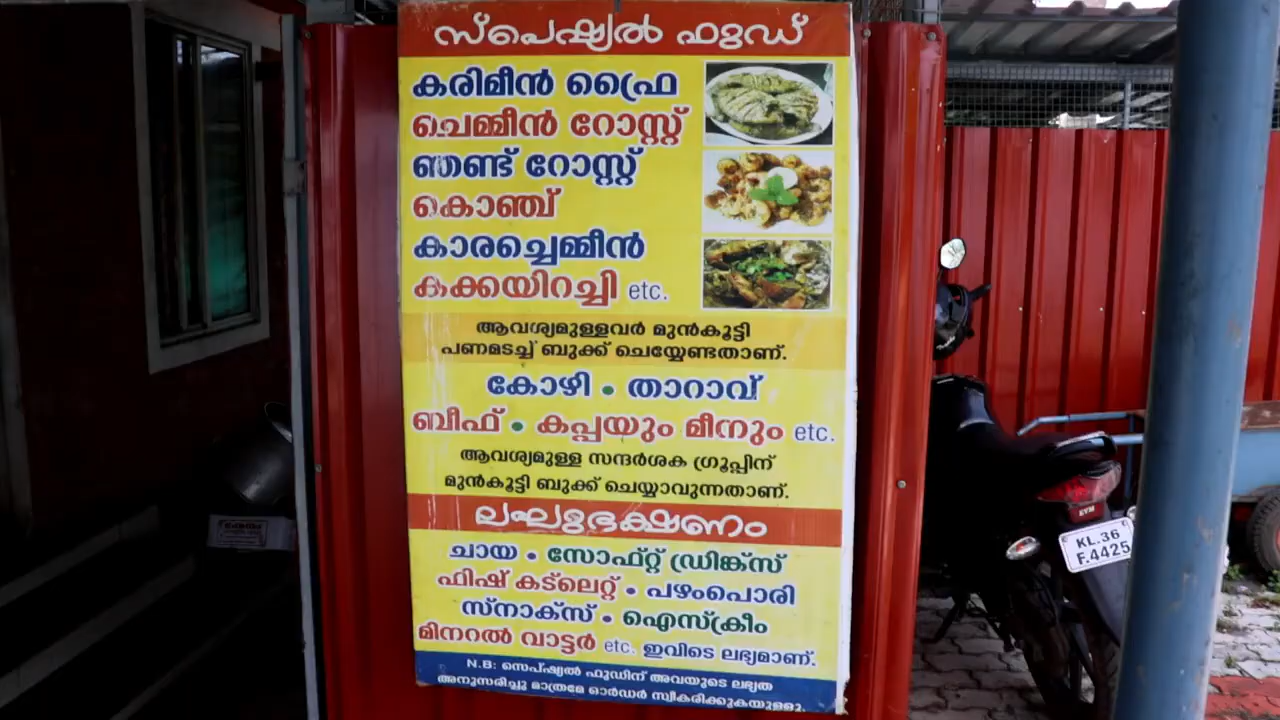 സ്പെഷ്യൽ ഫുഡ്
കരിമീൻ ഫ്രൈ
ചെമ്മീൻ റോസ്റ്റ്
ഞണ്ട് റോസ്റ്റ്
കൊഞ്ച്
കാരച്ചെമ്മീൻ
കക്കയിറച്ചി etc.
ആവശ്യമുള്ളവർ മുൻകൂട്ടി
പണമടച്ച് ബുക്ക് ചെയ്യേണ്ടതാണ്.
കോഴി • താറാവ്
ബീഫ് • കപ്പയും മീനും etc.
ആവശ്യമുള്ള സന്ദർശക ഗ്രൂപ്പിന്
മുൻകൂട്ടി ബുക്ക് ചെയ്യാവുന്നതാണ്.
ലഘുഭക്ഷണം
ചായ • സോഫ്റ്റ് ഡ്രിങ്ക്സ്
ഫിഷ് കട്ലെറ്റ് • പഴംപൊരി
സ്നാക്സ് • ഐസ്ക്രീം
മിനറൽ വാട്ടർ etc. ഇവിടെ ലഭ്യമാണ്.
N.B: സെപ്ഷ്യൽ ഫുഡിന് അവയുടെ ലഭ്യത
അനുസരിച്ചു മാത്രമേ ഓർഡർ സ്വീകരിക്കുകയുള്ളൂ.
KL.36
F.4425